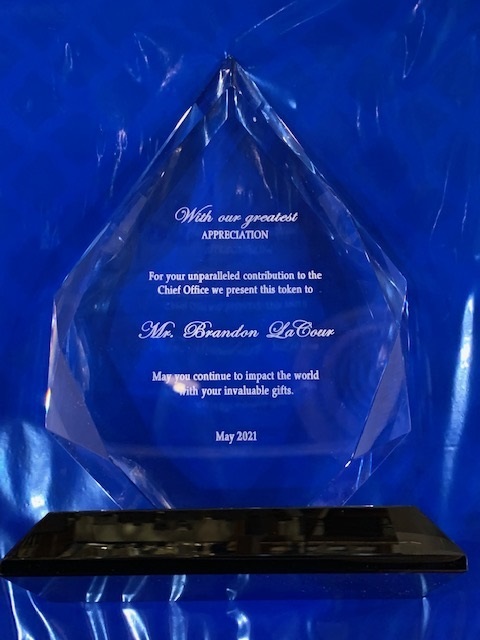 With our greatest
APPRECIATION
For your unparalleled contribution to the
Chief Office we present this token to
Mr. Brandon LaCour
May you continue to impact the world
with your invaluable gifts.
May 2021